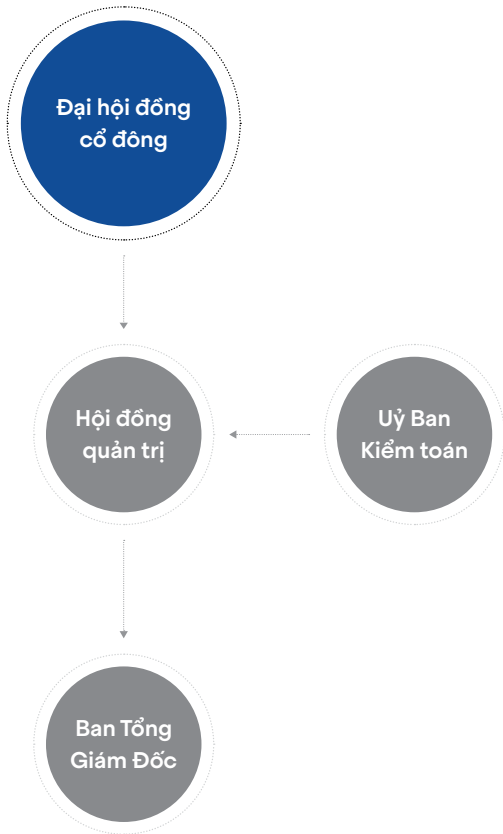 Đại hội đồng
cổ đông
Hội đồng
quản trị
Uỷ Ban
Kiểm toán
Ban Tổng
Giám Đốc